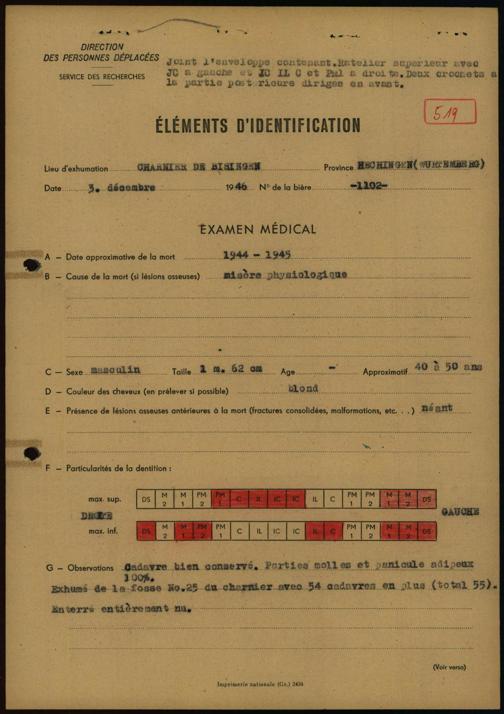 DIRECTION
DES PERSONNES DÉPLACÉES
SERVICE DES RECHERCHES
Joint l'enveloppe contenant. Ratelier superieur avec
JC a gauche et IC IL C et Pm1 a droite. Deux crochets a
la partie posterieure diriges en avant.
519
ÉLÉMENTS D'IDENTIFICATION
Lieu d'exhumation CHARNIER DE BISINGEN Province HECHINGEN(WURTEMBERG)
Date 3. décembre 1946 N° de la bière -1102-
EXAMEN MÉDICAL
A — Date approximative de la mort 1944 - 1945
B — Cause de la mort (si lésions osseuses) misère physiologique
C — Sexe masculin Taille 1 m. 62 cm Age - Approximatif 40 à 50 ans
D — Couleur des cheveux (en prélever si possible) blond
E — Présence de lésions osseuses antérieures à la mort (fractures consolidées, malformations, etc. . .) néant
F — Particularités de la dentition :
max. sup. DS M 2 M 1 PM 2 PM 1 C IL IC IC IL C PM 1 PM 2 M 1 M 2 DS
DROITE GAUCHE
max. inf. DS M 2 M 1 PM 2 PM 1 C IL IC IC IL C PM 1 PM 2 M 1 M 2 DS
G — Observations Cadavre bien conservé. Parties molles et panicule adipeux
100%.
Exhumé de la fosse No.25 du charnier avec 54 cadavres en plus (total 55).
Enterré entièrement nu.
(Voir verso)
Imprimerie nationale (Gr.) 2404